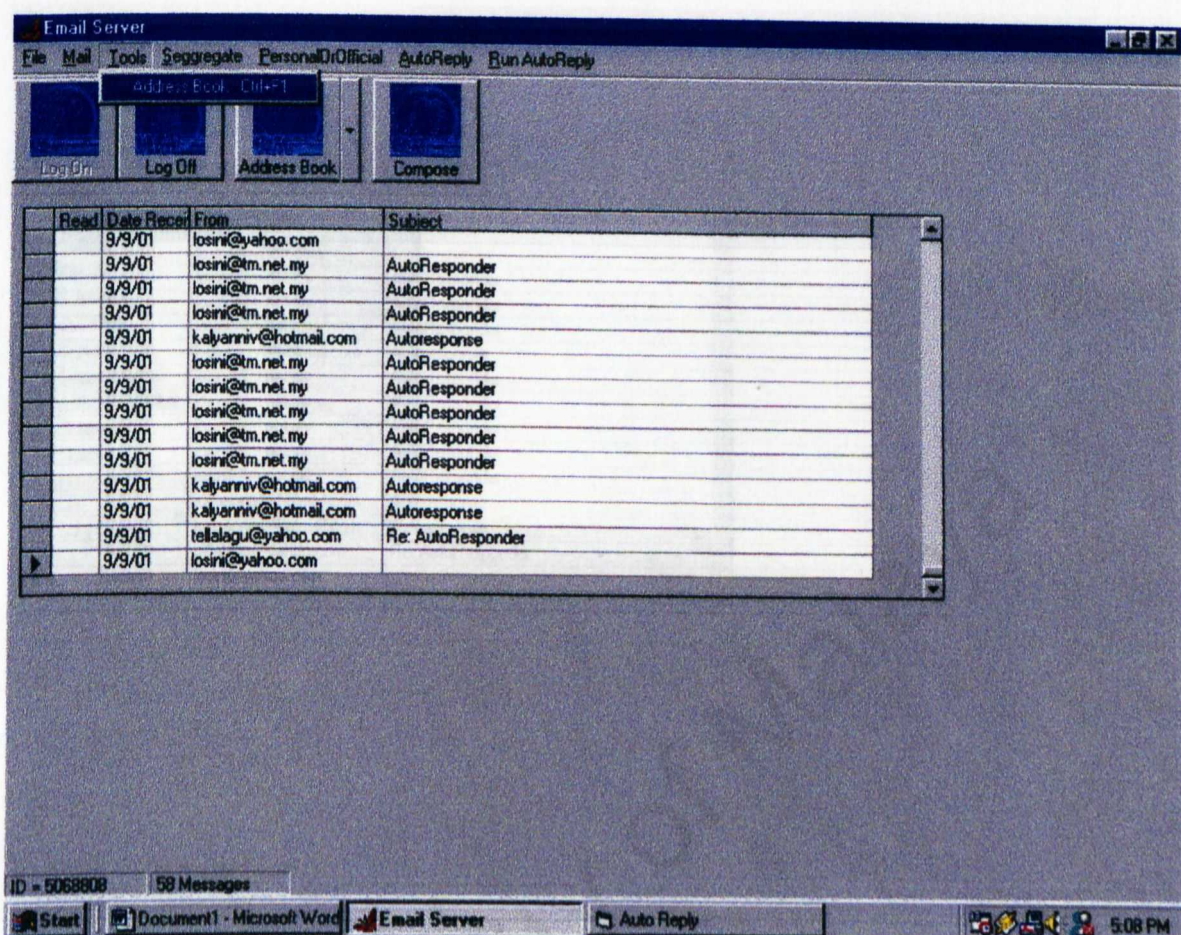 Email Server
File Mail Tools Seggregate PersonalOrOfficial AutoReply Run AutoReply
Address Book Ctrl+F1
Log On Log Off Address Book Compose
Read Date Recei From Subject
9/9/01 losini@yahoo.com
9/9/01 losini@tm.net.my AutoResponder
9/9/01 losini@tm.net.my AutoResponder
9/9/01 losini@tm.net.my AutoResponder
9/9/01 kalyanniv@hotmail.com Autoresponse
9/9/01 losini@tm.net.my AutoResponder
9/9/01 losini@tm.net.my AutoResponder
9/9/01 losini@tm.net.my AutoResponder
9/9/01 losini@tm.net.my AutoResponder
9/9/01 losini@tm.net.my AutoResponder
9/9/01 kalyanniv@hotmail.com Autoresponse
9/9/01 kalyanniv@hotmail.com Autoresponse
9/9/01 tellalagu@yahoo.com Re: AutoResponder
9/9/01 losini@yahoo.com
ID = 5068808 58 Messages
Start Document1 - Microsoft Word Email Server Auto Reply 5:08 PM